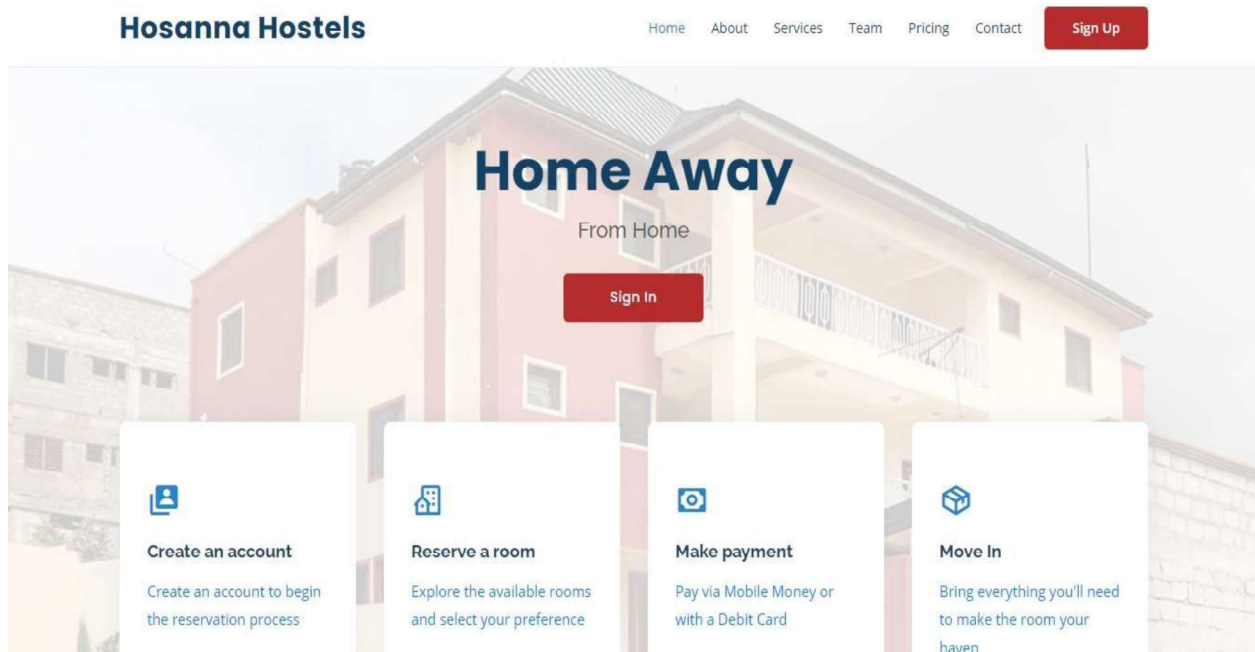 Hosanna Hostels
Home About Services Team Pricing Contact Sign Up
Home Away
From Home
Sign In
Create an account
Create an account to begin
the reservation process
Reserve a room
Explore the available rooms
and select your preference
Make payment
Pay via Mobile Money or
with a Debit Card
Move In
Bring everything you'll need
to make the room your
haven